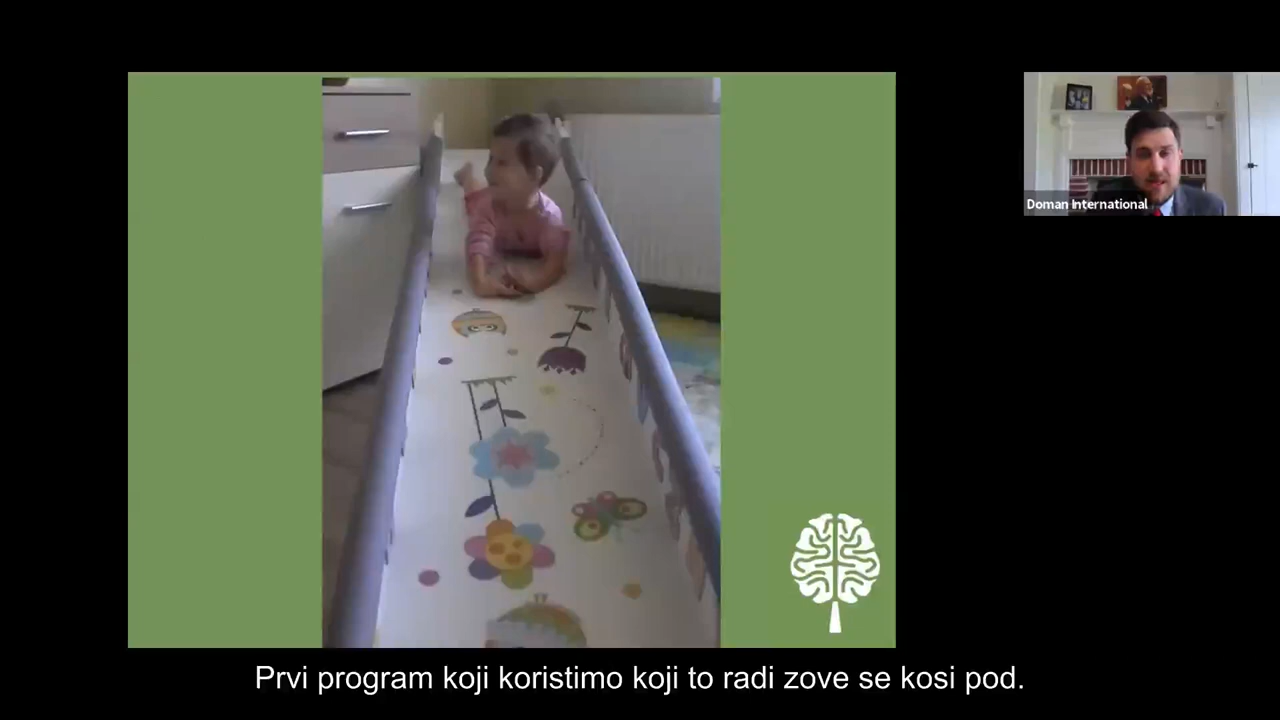 Doman International
Prvi program koji koristimo koji to radi zove se kosi pod.